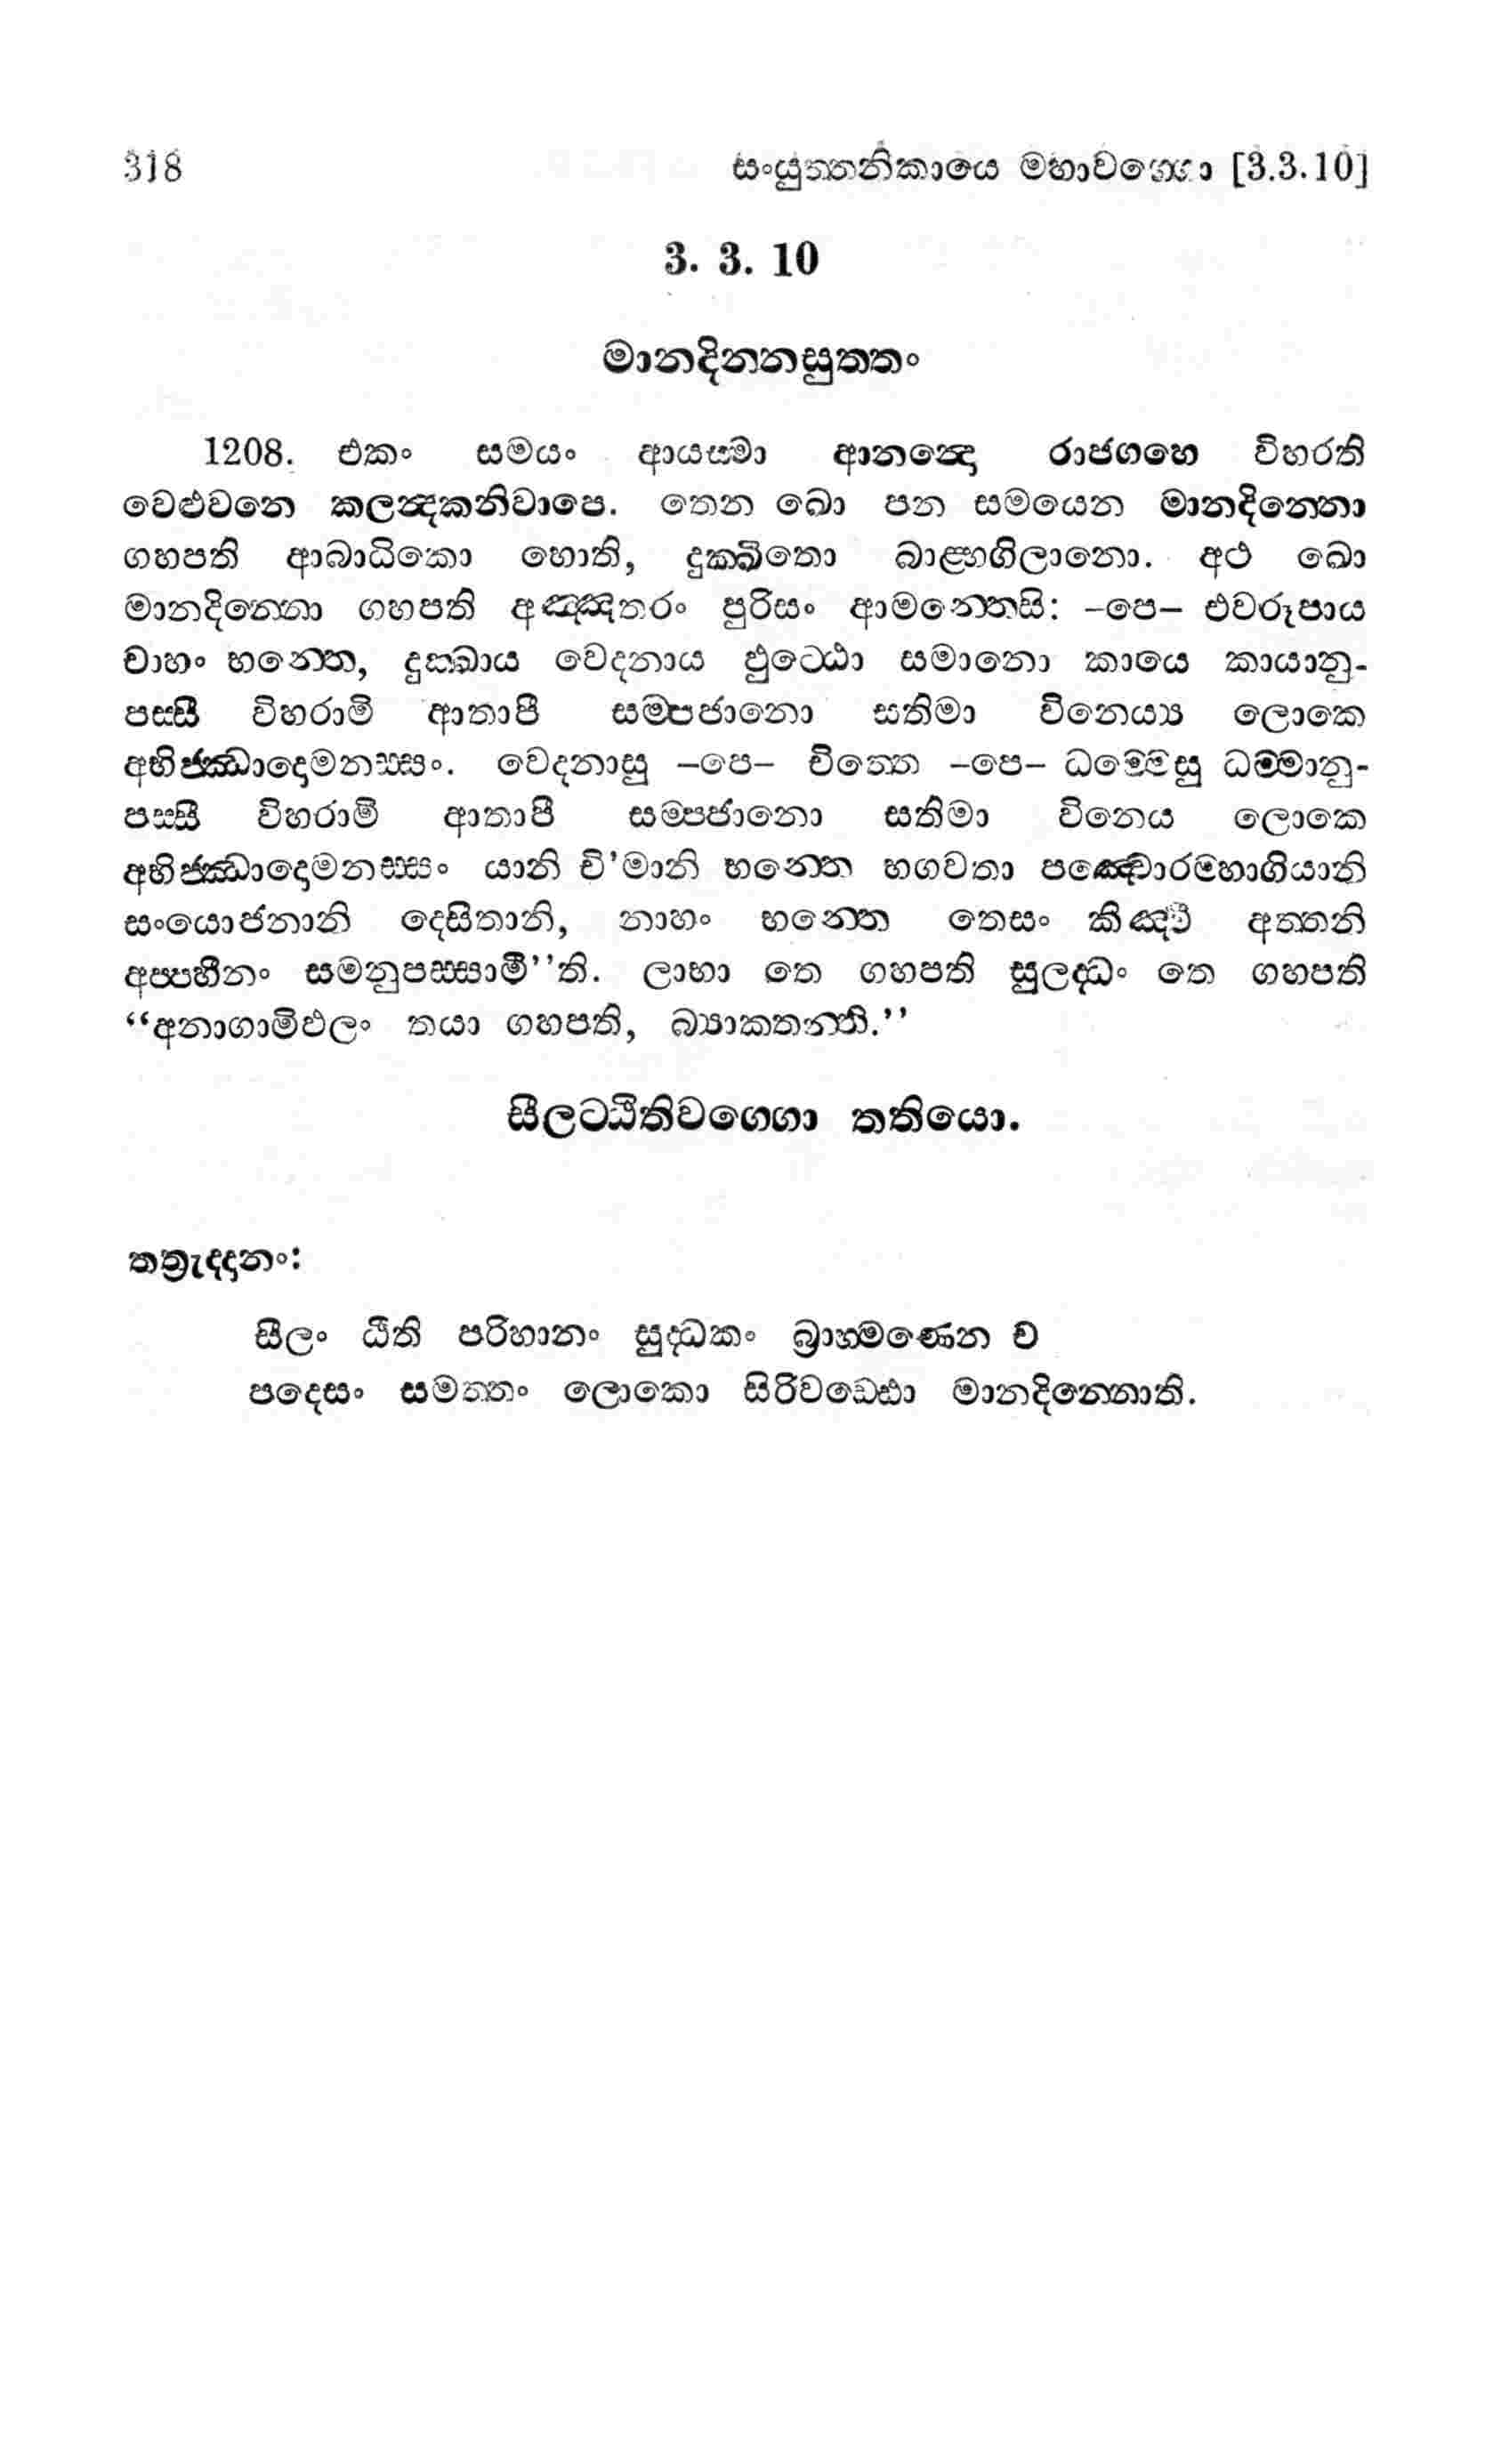 318 සංයුත්තනිකායෙ මහාවග්ගො [3.3.10]
3. 3. 10
මානදින්නසුත්තං
1208. එකං සමයං ආයස්මා ආනන්දො රාජගහෙ විහරති
වෙළුවනෙ කලන්දකනිවාපෙ. තෙන ඛො පන සමයෙන මානදින්නො
ගහපති ආබාධිකො හොති, දුක්ඛිතො බාළ්හගිලානො. අථ ඛො
මානදින්නො ගහපති අඤ්ඤතරං පුරිසං ආමන්තෙසි: –පෙ– එවරූපාය
චාහං භන්තෙ, දුක්ඛාය වෙදනාය ඵුට්ඨො සමානො කායෙ කායානු-
පස්සී විහරාමි ආතාපී සම්පජානො සතිමා විනෙය්‍ය ලොකෙ
අභිජ්ඣාදොමනස්සං. වෙදනාසු –පෙ– චිත්තෙ –පෙ– ධම්මෙසු ධම්මානු-
පස්සී විහරාමි ආතාපී සම්පජානො සතිමා විනෙය ලොකෙ
අභිජ්ඣාදොමනස්සං යානි චි’මානි භන්තෙ භගවතා පඤ්චොරම්භාගියානි
සංයොජනානි දෙසිතානි, නාහං භන්තෙ තෙසං කිඤ්චි අත්තනි
අප්පහීනං සමනුපස්සාමී’’ති. ලාභා තෙ ගහපති සුලද්ධං තෙ ගහපති
‘‘අනාගාමිඵලං තයා ගහපති, බ්‍යාකතන්ති.’’
සීලට්ඨිතිවග්ගො තතියො.
තත්‍රැද්දානං:
සීලං ඨිති පරිහානං සුද්ධකං බ්‍රාහ්මණෙන ච
පදෙසං සමත්තං ලොකො සිරිවඩ්ඪො මානදින්නොති.